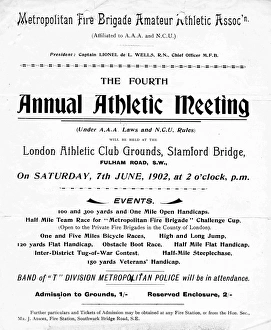 Metropolitan Fire Brigade Amateur Athletic Assoc'n.
(Affiliated to A.A.A. and N.C.U.)
President: Captain LIONEL de L. WELLS, R.N., Chief Officer M.F.B.
THE FOURTH
Annual Athletic Meeting
(Under A.A.A Laws and N.C.U. Rules)
WILL BE HELD AT THE
London Athletic Club Grounds, Stamford Bridge,
FULHAM ROAD, S.W.,
On SATURDAY, 7th JUNE, 1902, at 2 o'clock, p.m.
EVENTS.
100 and 300 yards and One Mile Open Handicaps.
Half Mile Team Race for "Metropolitan Fire Brigade" Challenge Cup.
(Open to the Private Fire Brigades in the County of London).
One and Five Miles Bicycle Races, High and Long Jump,
120 yards Flat Handicap, Obstacle Boot Race, Half Mile Flat Handicap.
Inter-District Tug-of-War Contest, Half-Mile Steeplechase,
150 yards Veterans' Handicap.
BAND of "T" DIVISION METROPOLITAN POLICE will be in attendance.
Admission to Grounds, 1/- Reserved Enclosure, 2/-
Further particulars and Tickets of Admission may be obtained at any Fire Station, or from the Hon. Sec.,
Mr. J. ASHBY, Fire Station, Southwark Bridge Road, S.E.